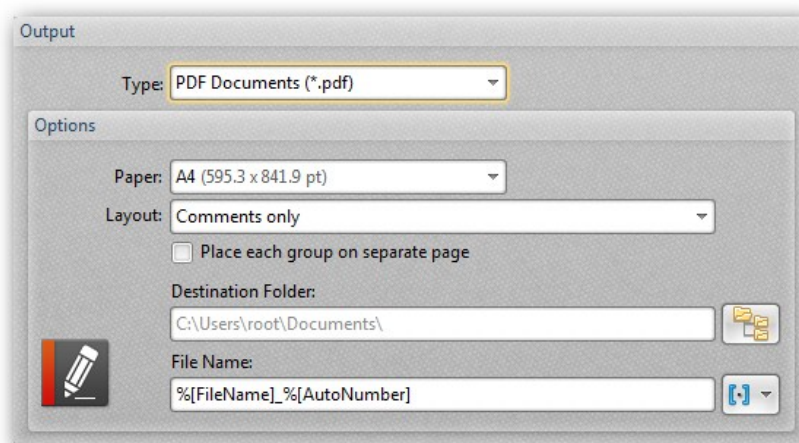 Output
Type: PDF Documents (*.pdf)
Options
Paper: A4 (595.3 x 841.9 pt)
Layout: Comments only
Place each group on separate page
Destination Folder:
C:\Users\root\Documents\
File Name:
%[FileName]_%[AutoNumber]